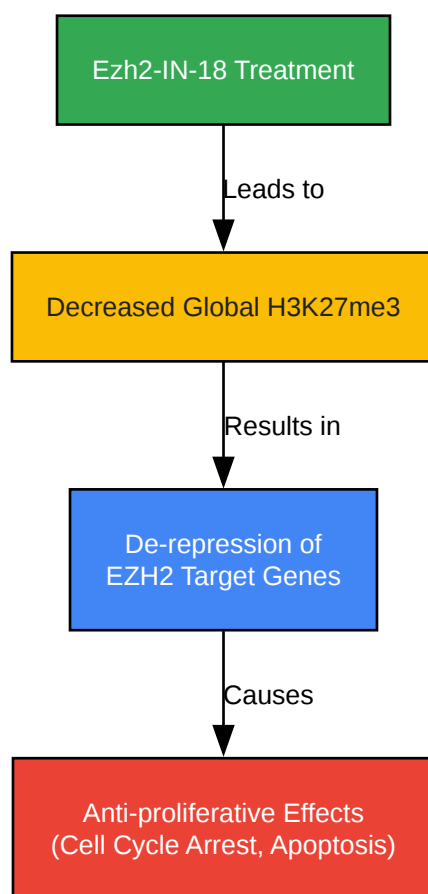 Ezh2-IN-18 Treatment
Leads to
Decreased Global H3K27me3
Results in
De-repression of
EZH2 Target Genes
Causes
Anti-proliferative Effects
(Cell Cycle Arrest, Apoptosis)